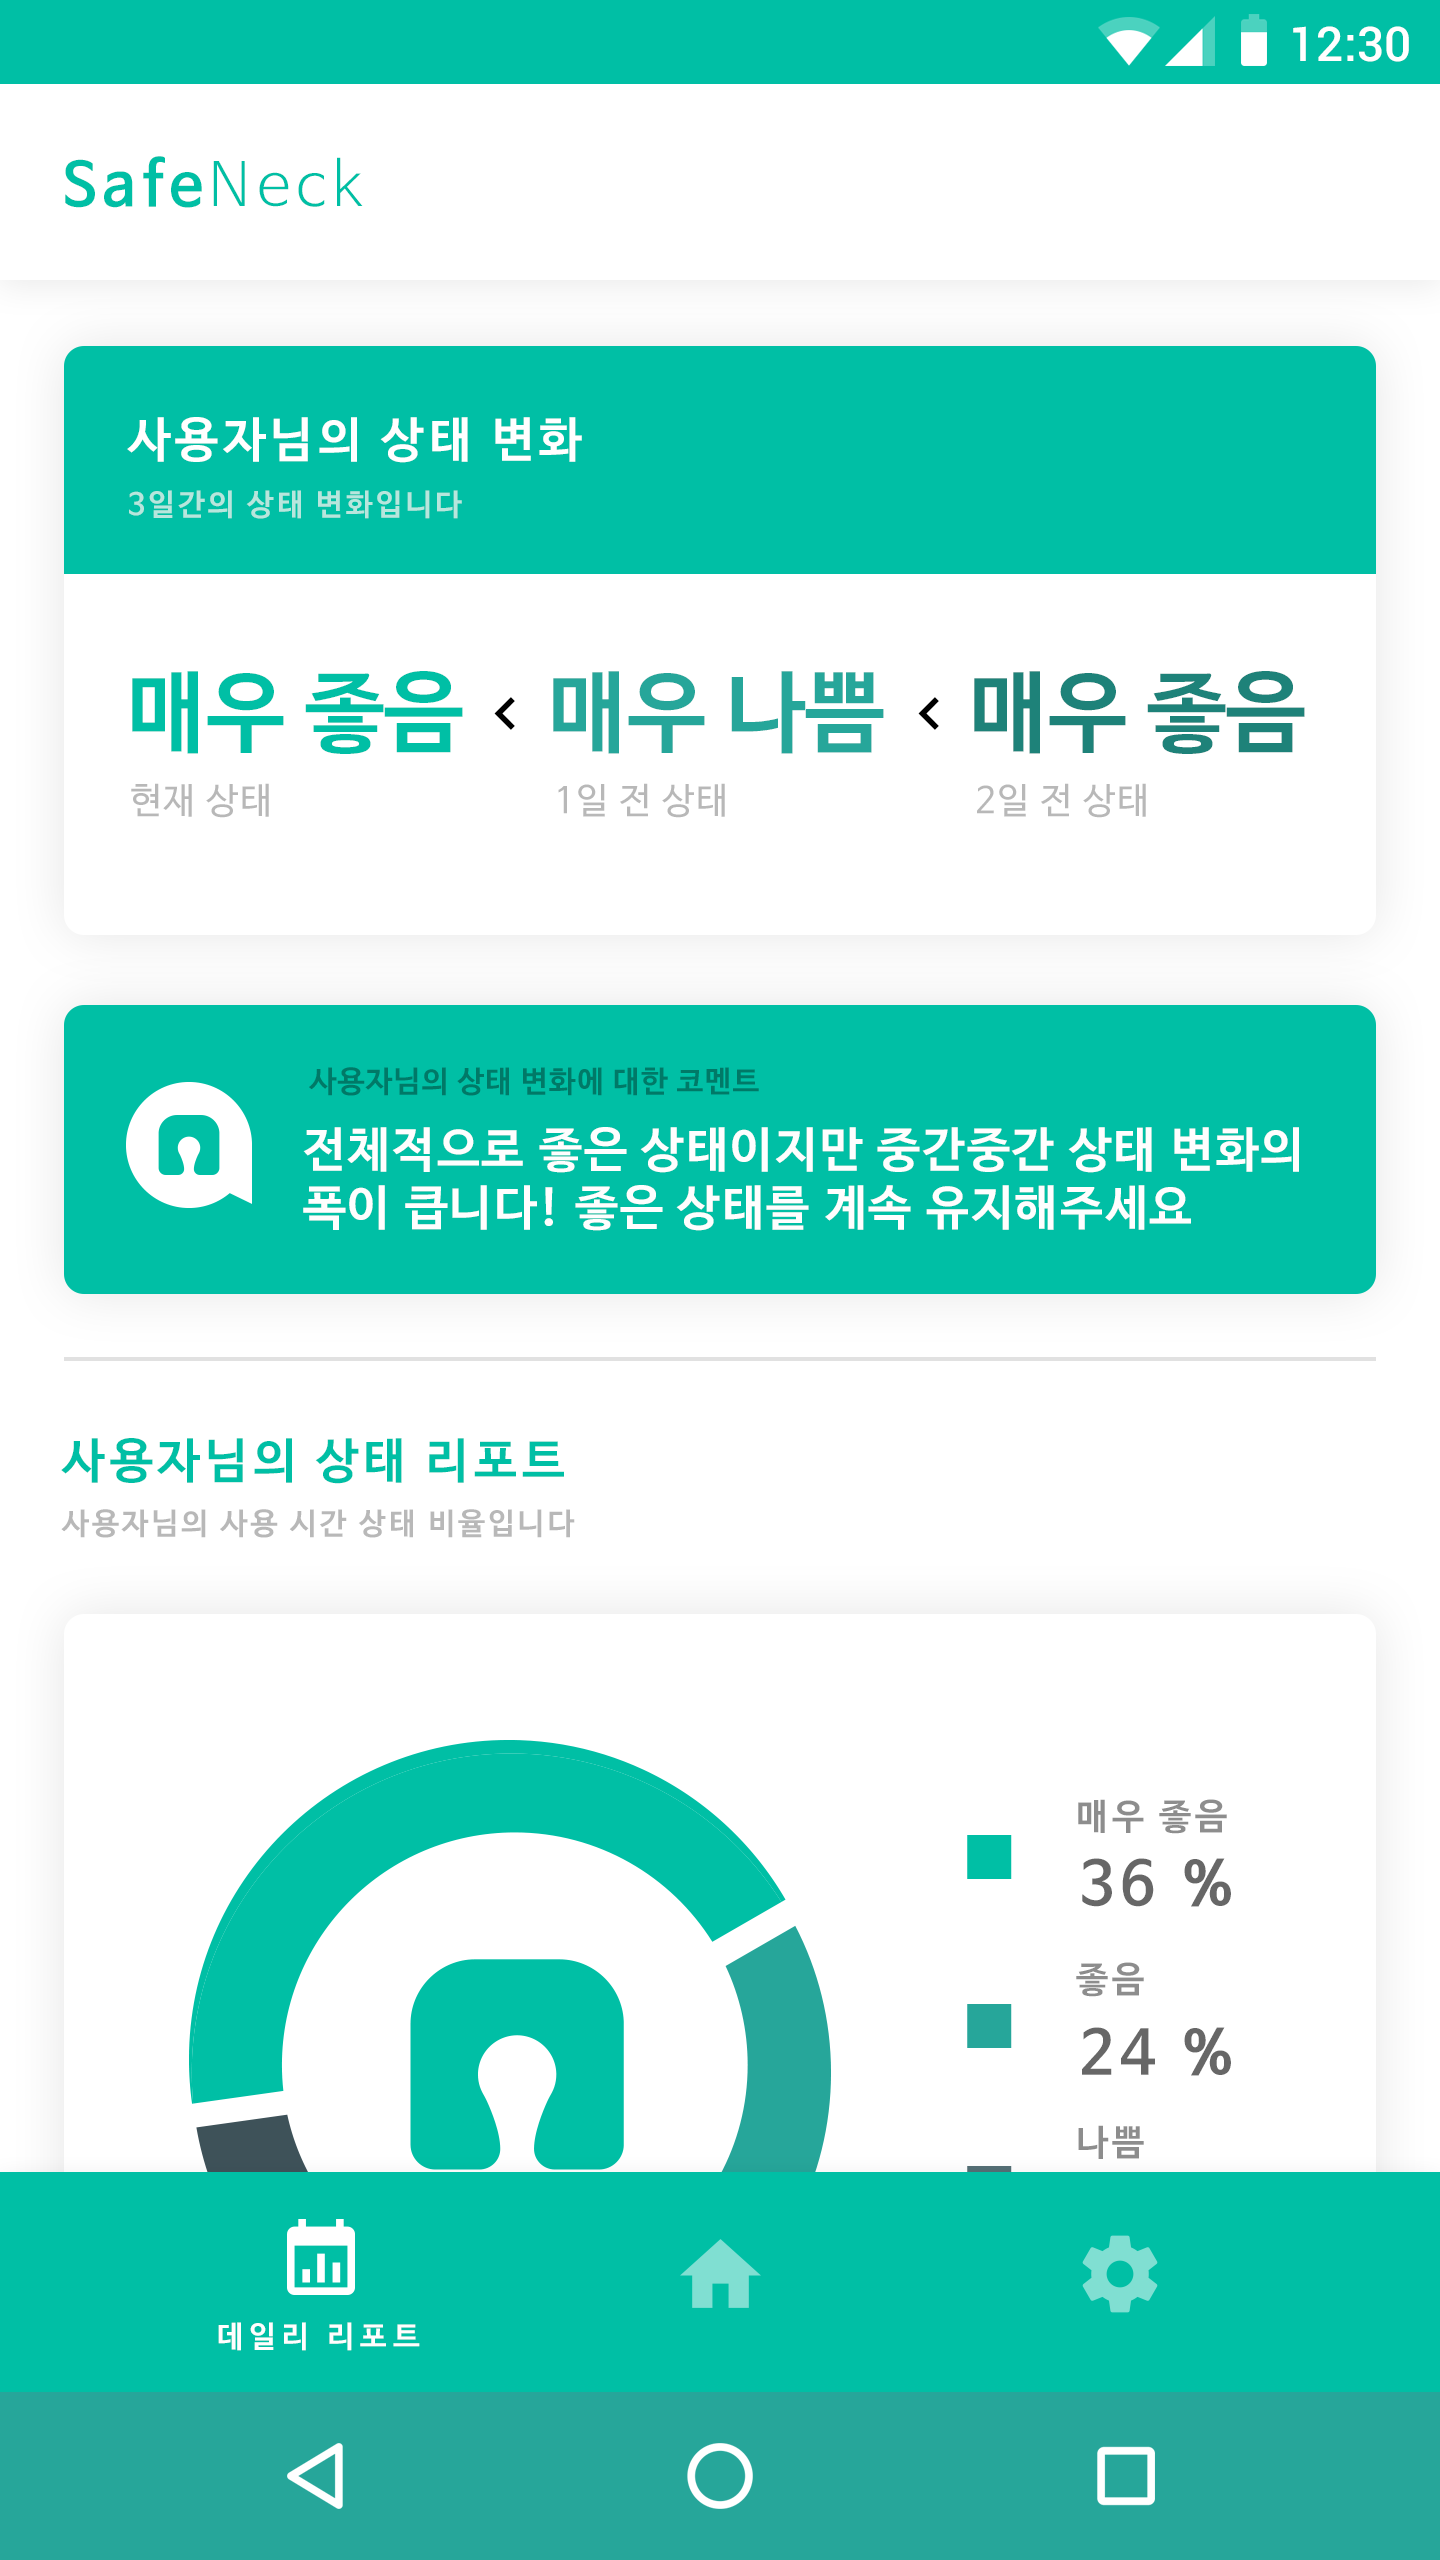 12:30
SafeNeck
사용자님의 상태 변화
3일간의 상태 변화입니다
매우 좋음 < 매우 나쁨 < 매우 좋음
현재 상태 1일 전 상태 2일 전 상태
사용자님의 상태 변화에 대한 코멘트
전체적으로 좋은 상태이지만 중간중간 상태 변화의
폭이 큽니다! 좋은 상태를 계속 유지해주세요
사용자님의 상태 리포트
사용자님의 사용 시간 상태 비율입니다
매우 좋음
36 %
좋음
24 %
나쁨
데일리 리포트